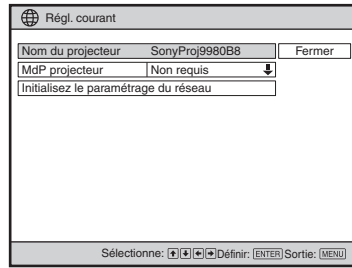 Régl. courant
Nom du projecteur SonyProj9980B8 Fermer
MdP projecteur Non requis
Initialisez le paramétrage du réseau
Sélectionne: Définir: ENTER Sortie: MENU